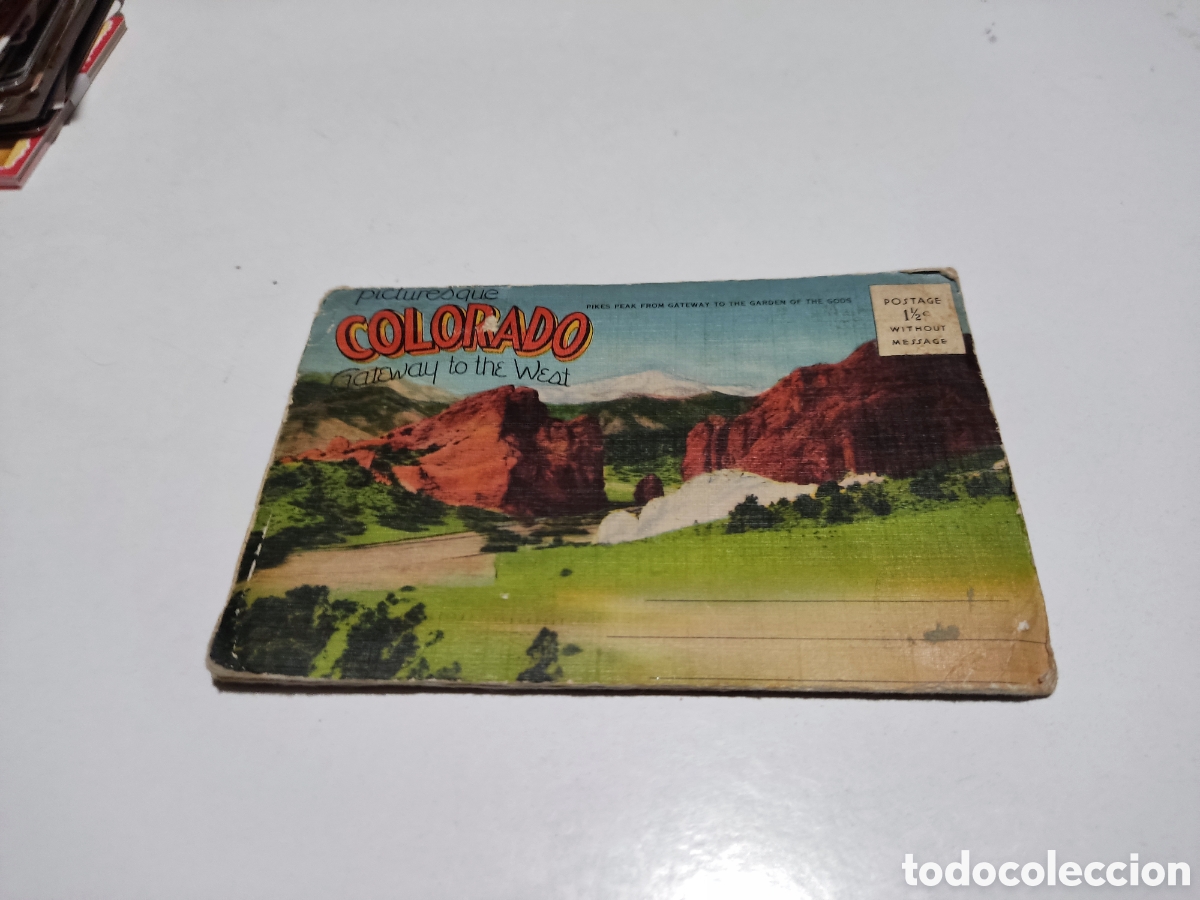 picturesque
COLORADO
Gateway to the West
PIKES PEAK FROM GATEWAY TO THE GARDEN OF THE GODS
POSTAGE
1½¢
WITHOUT
MESSAGE
todocoleccion